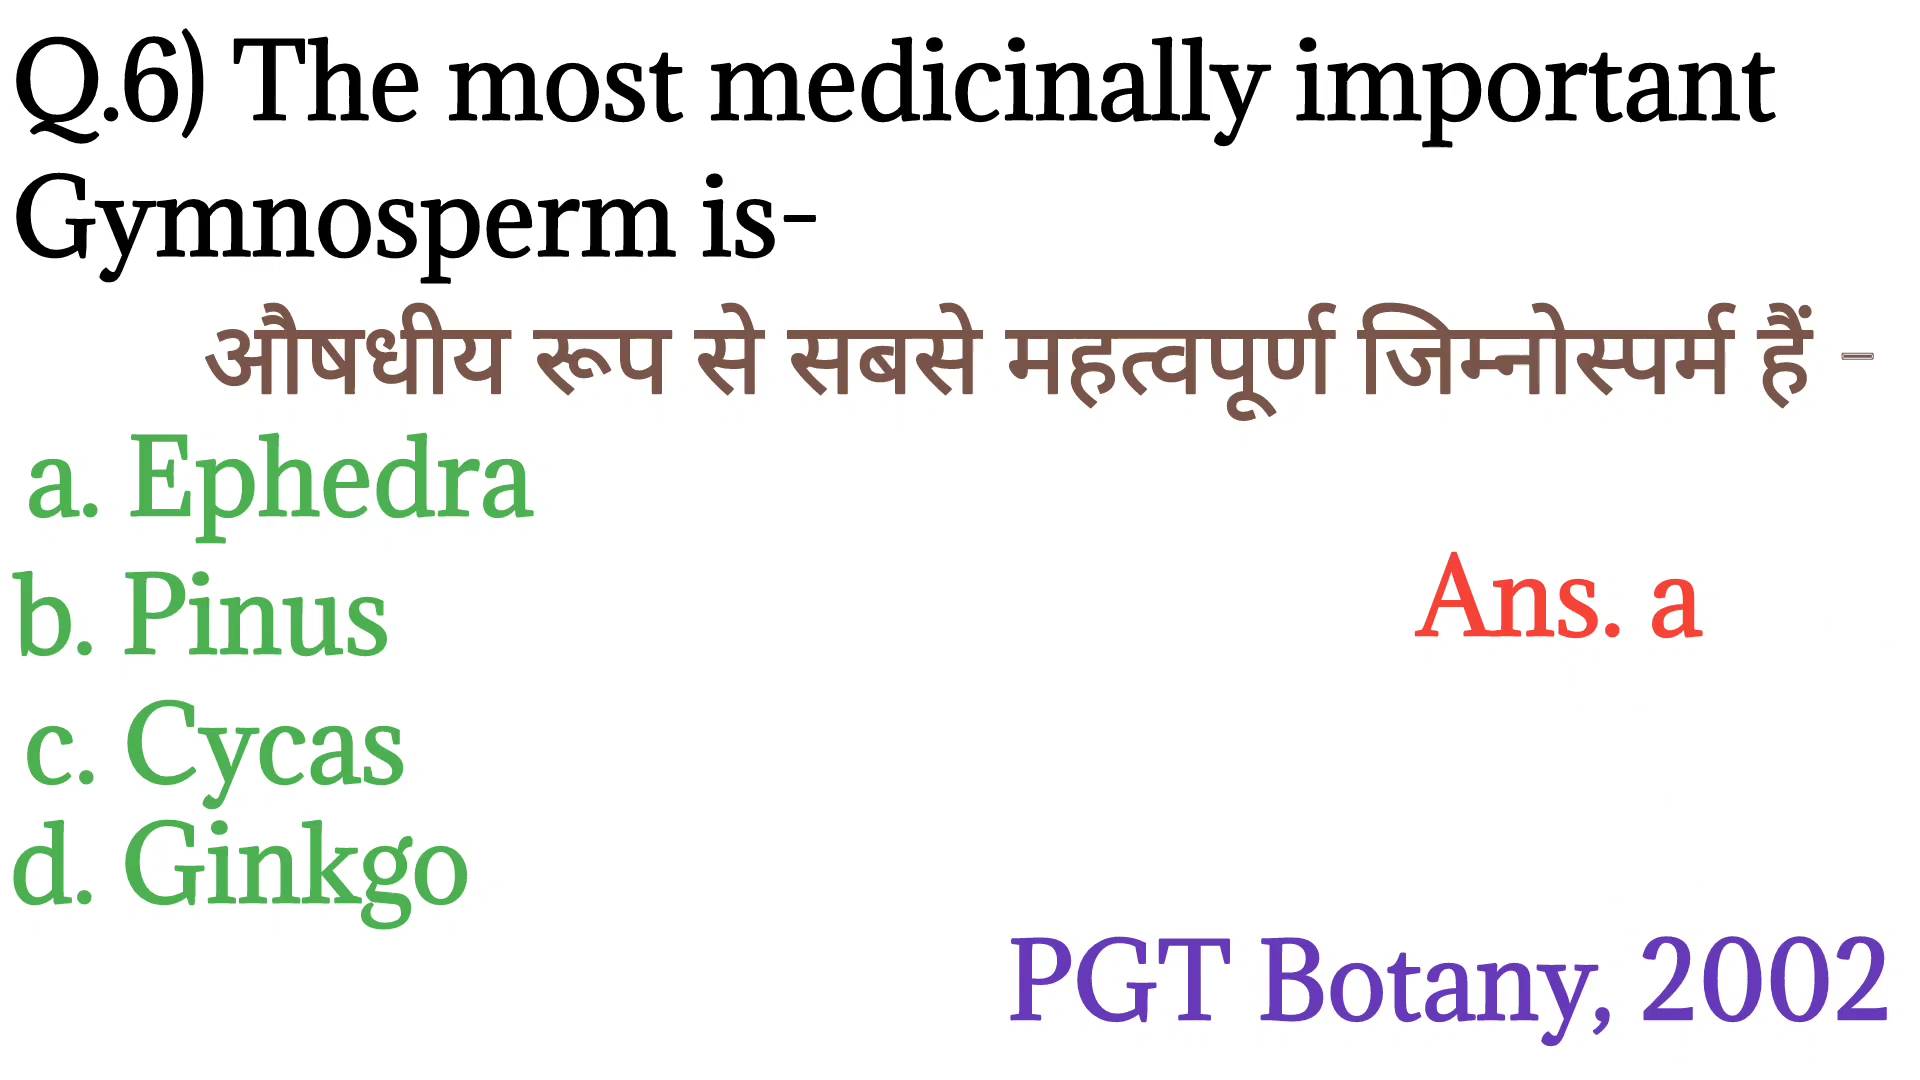 Q.6) The most medicinally important
Gymnosperm is-
औषधीय रूप से सबसे महत्वपूर्ण जिम्नोस्पर्म हैं -
a. Ephedra
b. Pinus
Ans. a
c. Cycas
d. Ginkgo
PGT Botany, 2002